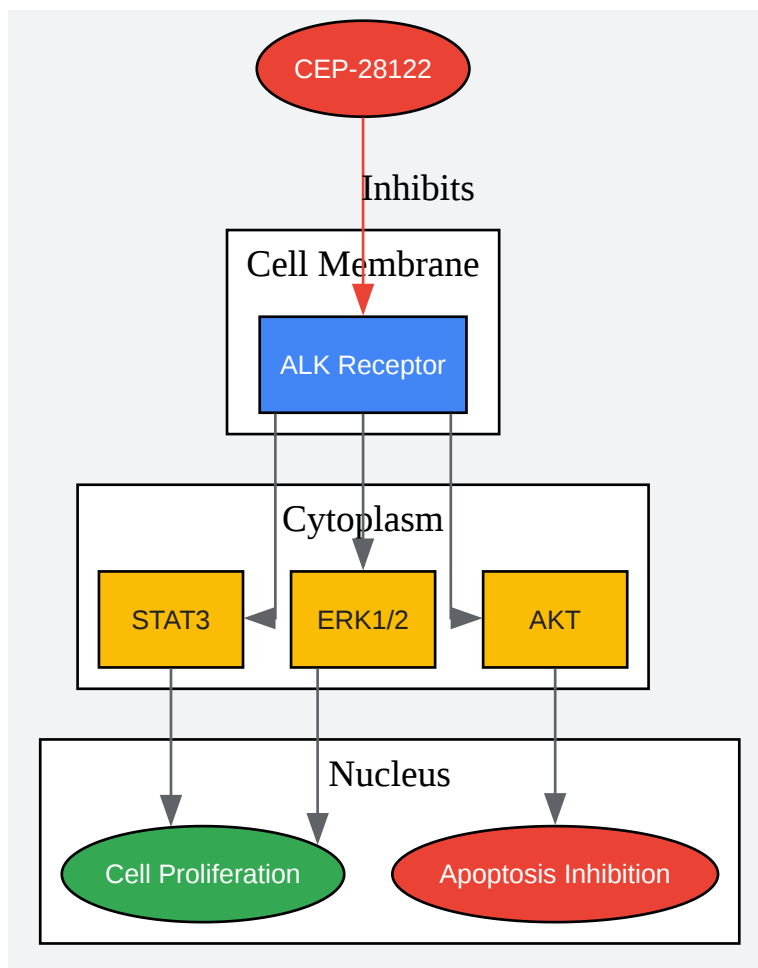 CEP-28122
Inhibits
Cell Membrane
ALK Receptor
Cytoplasm
STAT3
ERK1/2
AKT
Nucleus
Cell Proliferation
Apoptosis Inhibition